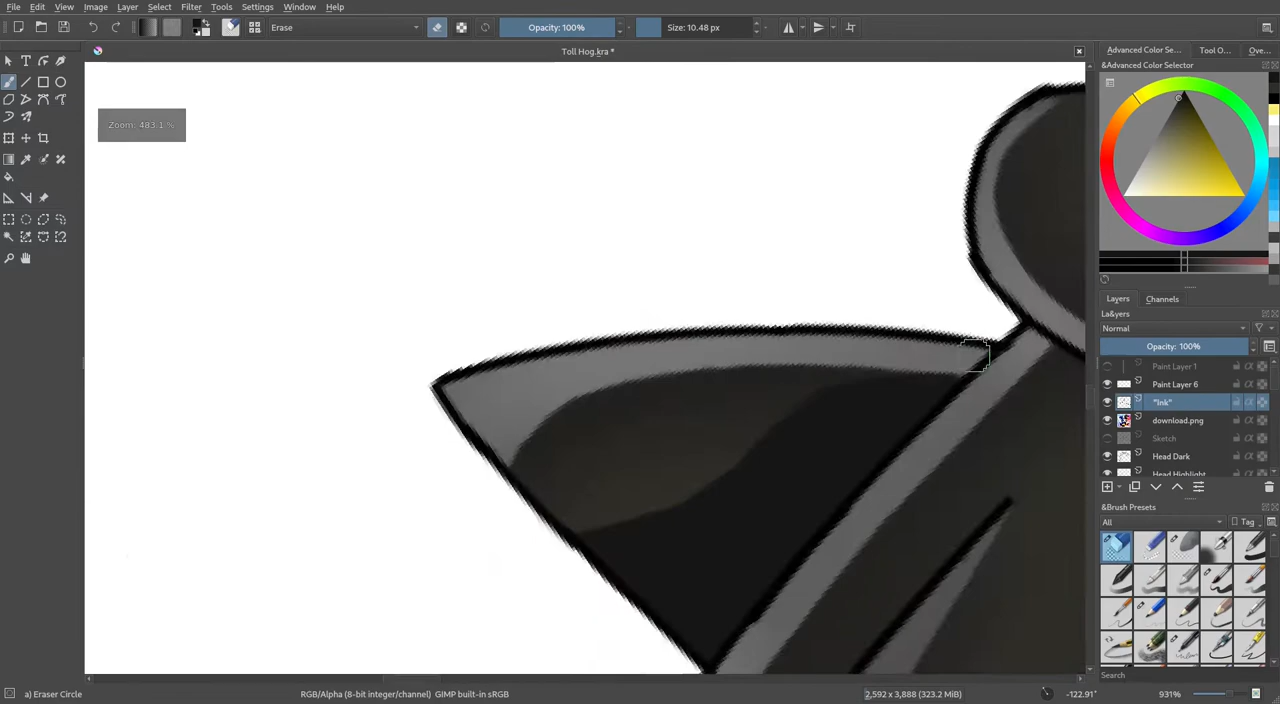 File Edit View Image Layer Select Filter Tools Settings Window Help
Erase
Opacity: 100%
Size: 10.48 px
Toll Hog.kra *
Advanced Color Se...
Tool O...
Ove...
&Advanced Color Selector
Zoom: 483.1 %
Layers
Channels
La&yers
Normal
Opacity: 100%
Paint Layer 1
Paint Layer 6
"Ink"
download.png
Sketch
Head Dark
Head Highlight
&Brush Presets
All
Tag
Search
a) Eraser Circle
RGB/Alpha (8-bit integer/channel) GIMP built-in sRGB
2,592 x 3,888 (323.2 MiB)
-122.91°
931%